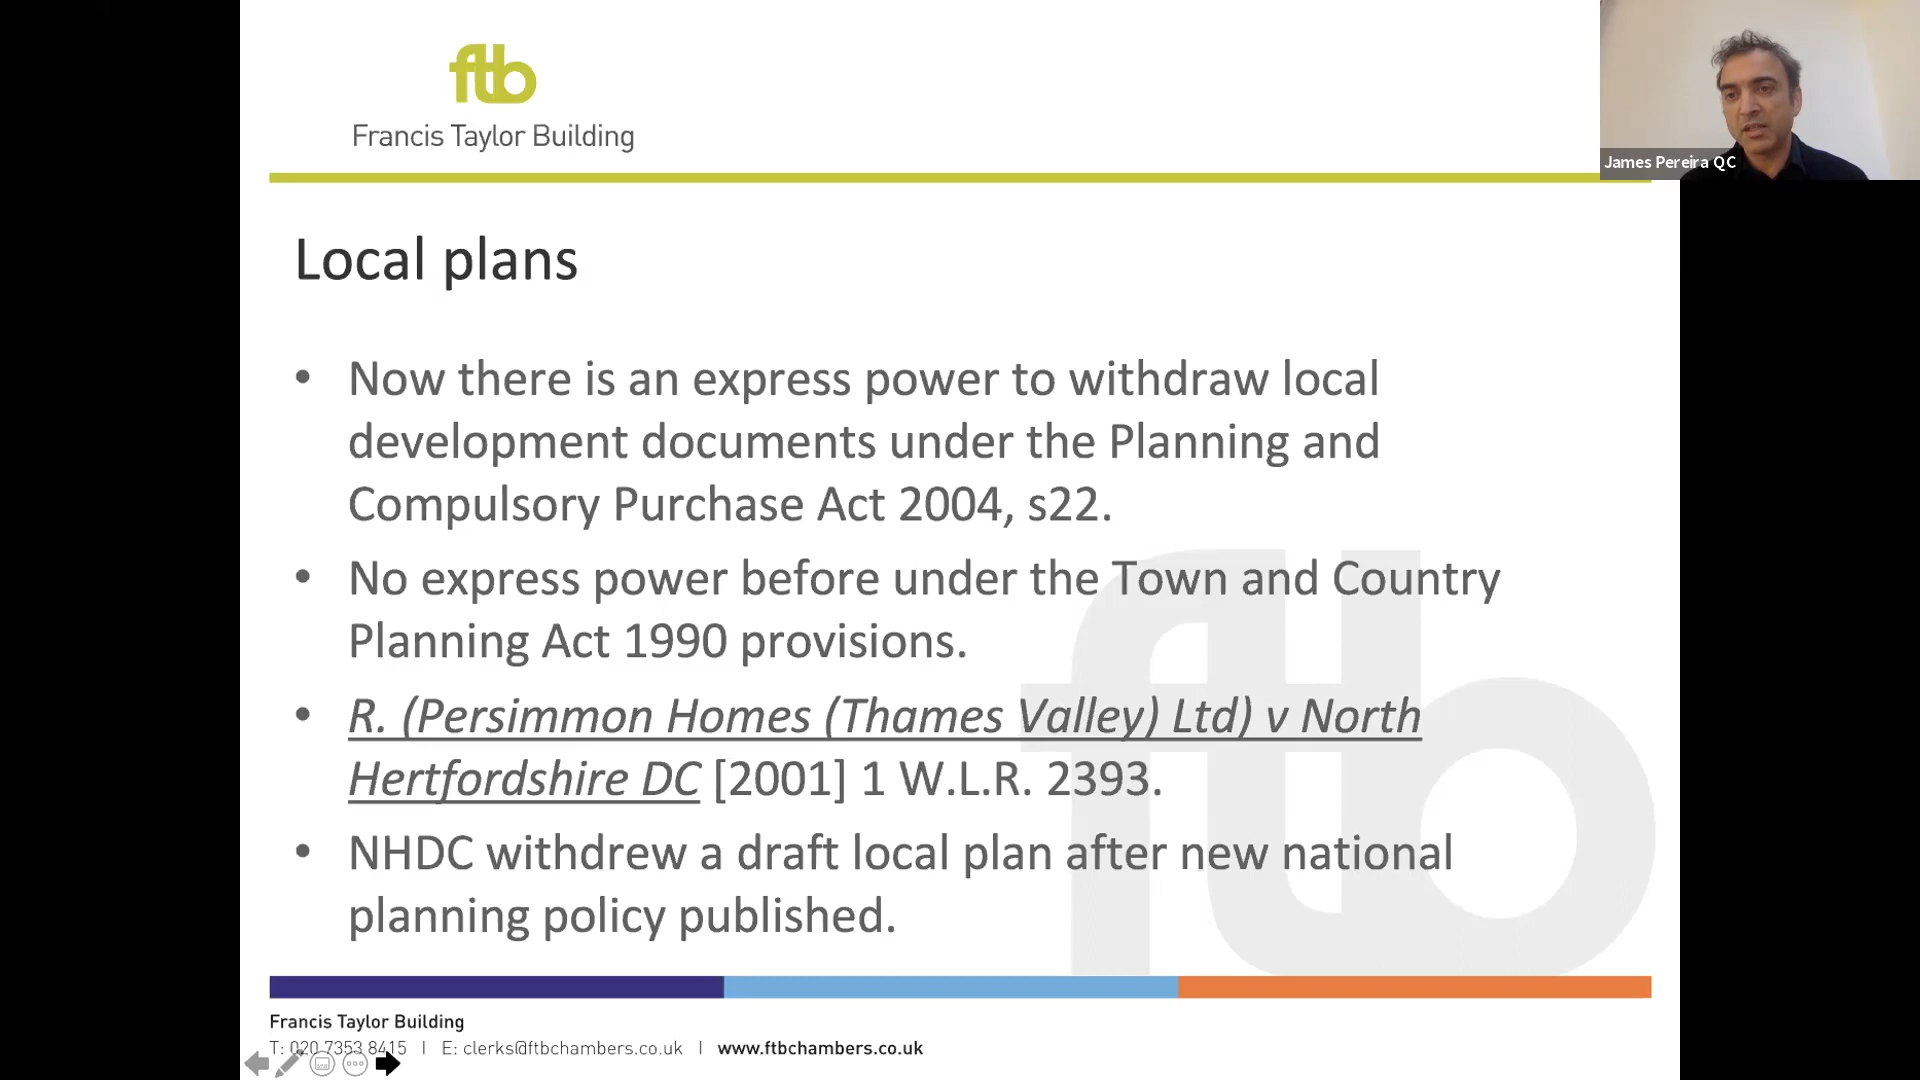 ftb
Francis Taylor Building
James Pereira QC
Local plans
• Now there is an express power to withdraw local
development documents under the Planning and
Compulsory Purchase Act 2004, s22.
• No express power before under the Town and Country
Planning Act 1990 provisions.
• R. (Persimmon Homes (Thames Valley) Ltd) v North
Hertfordshire DC [2001] 1 W.L.R. 2393.
• NHDC withdrew a draft local plan after new national
planning policy published.
ftb
Francis Taylor Building
T: 020 7353 8415 | E: clerks@ftbchambers.co.uk | www.ftbchambers.co.uk